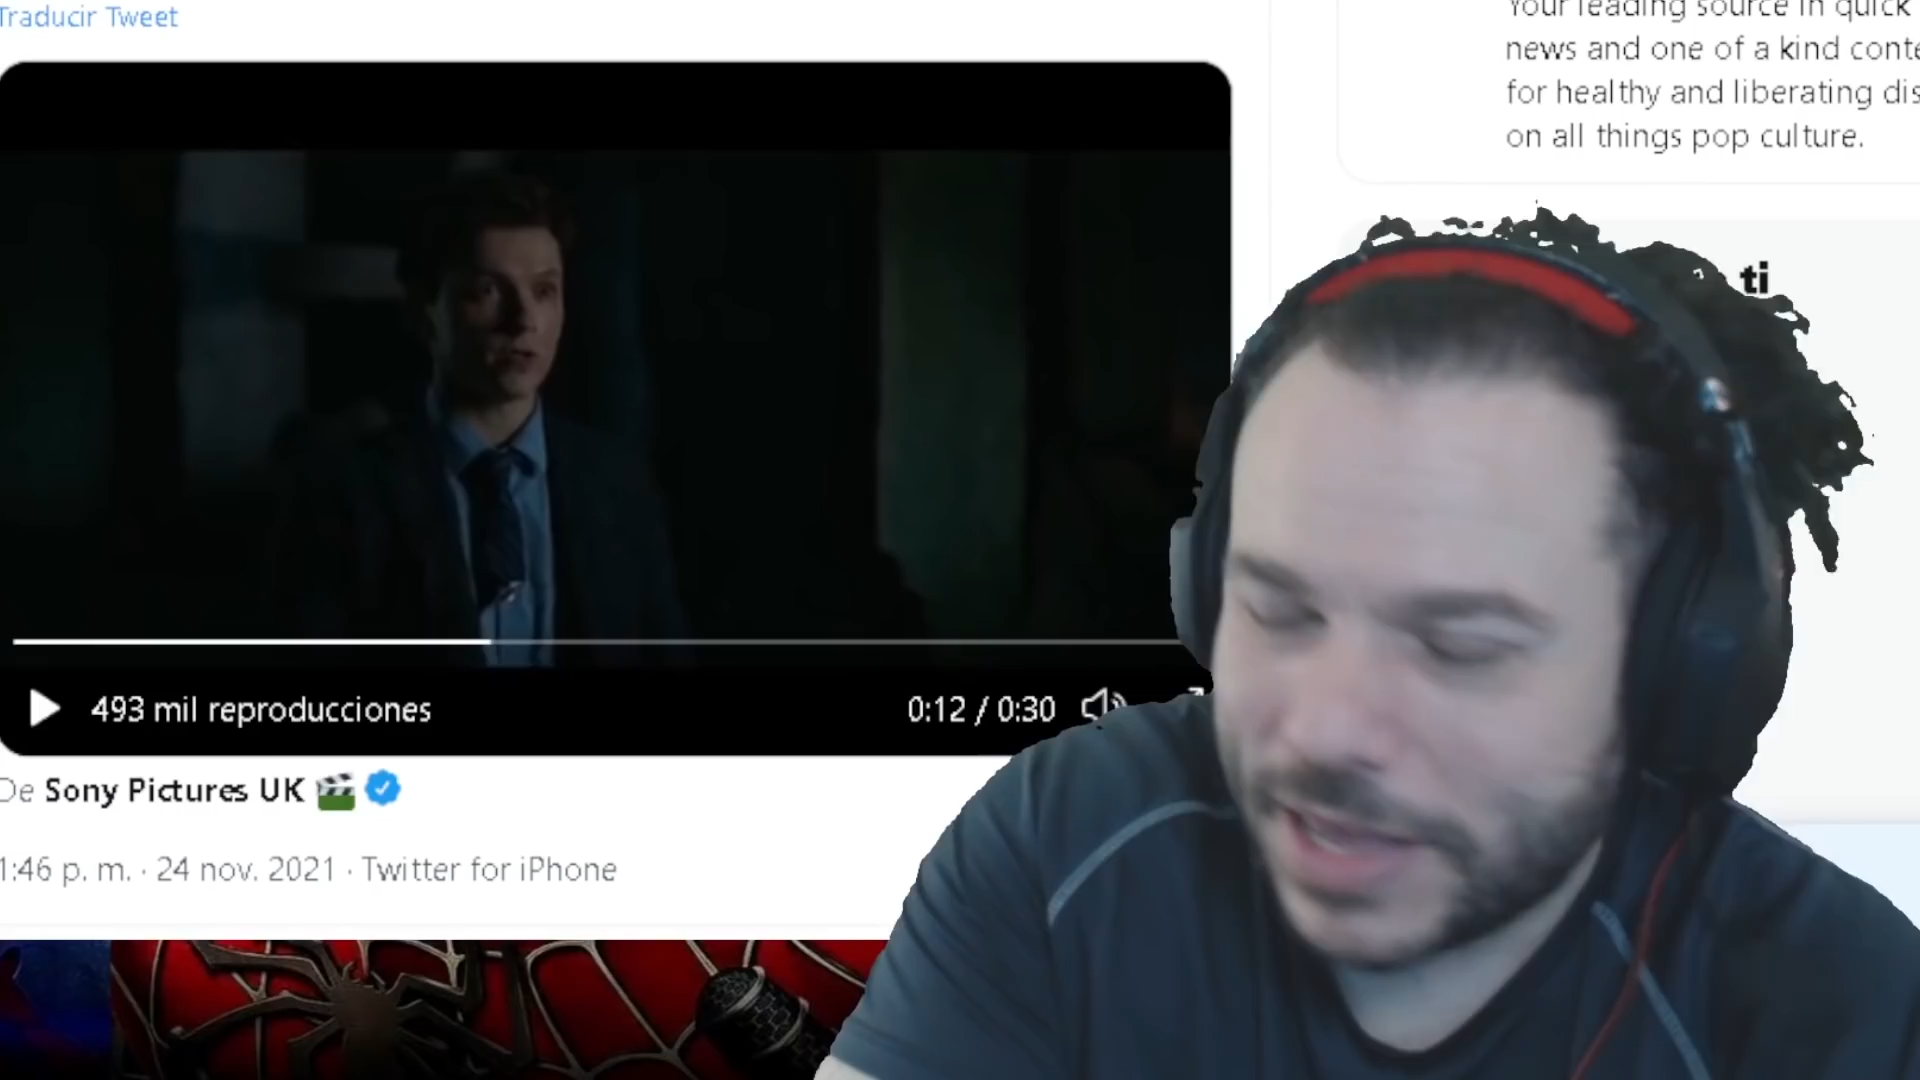 Traducir Tweet
Your leading source in quick
news and one of a kind
for healthy and liberating
on all things pop culture.
ti
493 mil reproducciones
0:12 / 0:30
De Sony Pictures UK 🎬
1:46 p. m. · 24 nov. 2021 · Twitter for iPhone